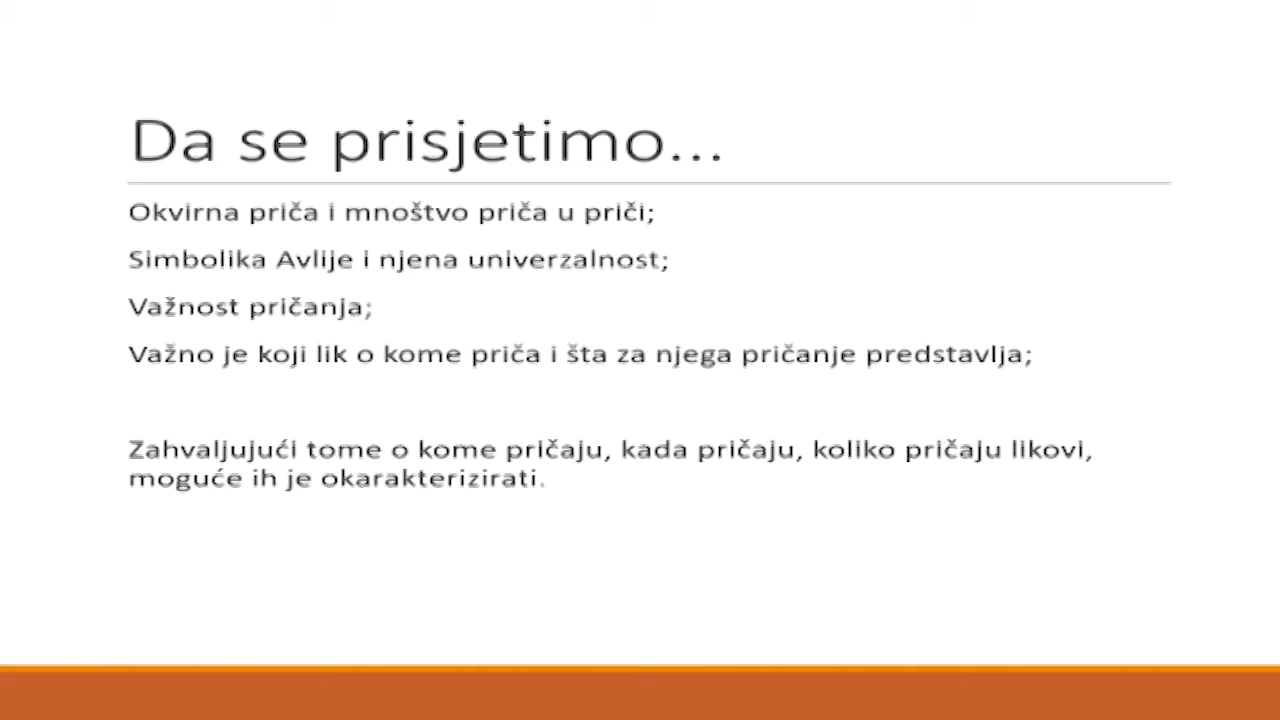 Da se prisjetimo...
Okvirna priča i mnoštvo priča u priči;
Simbolika Avlije i njena univerzalnost;
Važnost pričanja;
Važno je koji lik o kome priča i šta za njega pričanje predstavlja;
Zahvaljujući tome o kome pričaju, kada pričaju, koliko pričaju likovi,
moguće ih je okarakterizirati.